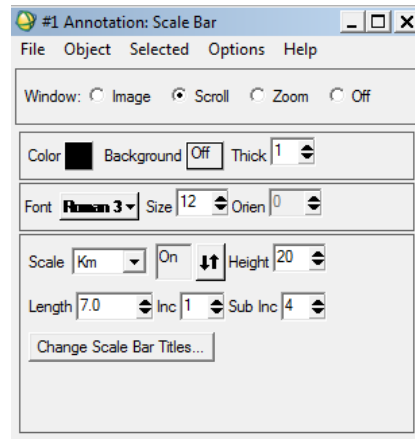 #1 Annotation: Scale Bar
File Object Selected Options Help
Window: Image Scroll Zoom Off
Color Background Off Thick 1
Font Roman 3 Size 12 Orien 0
Scale Km On Height 20
Length 7.0 Inc 1 Sub Inc 4
Change Scale Bar Titles...